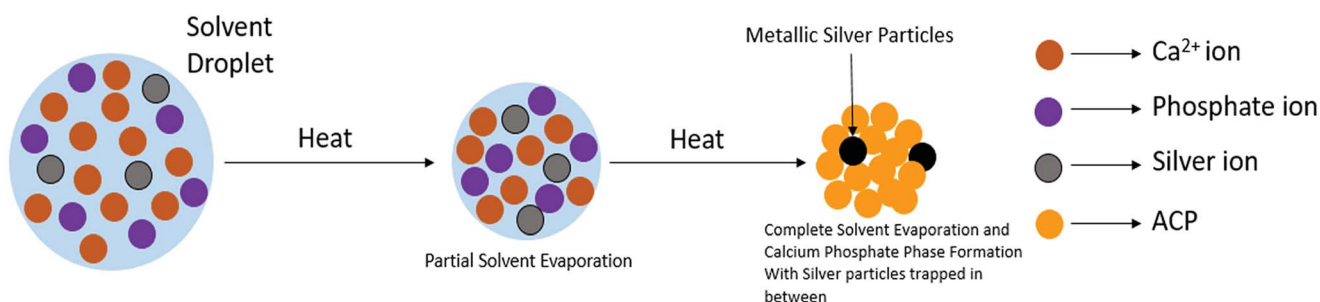 Solvent
Droplet
Heat
Partial Solvent Evaporation
Heat
Metallic Silver Particles
Complete Solvent Evaporation and
Calcium Phosphate Phase Formation
With Silver particles trapped in
between
Ca²⁺ ion
Phosphate ion
Silver ion
ACP